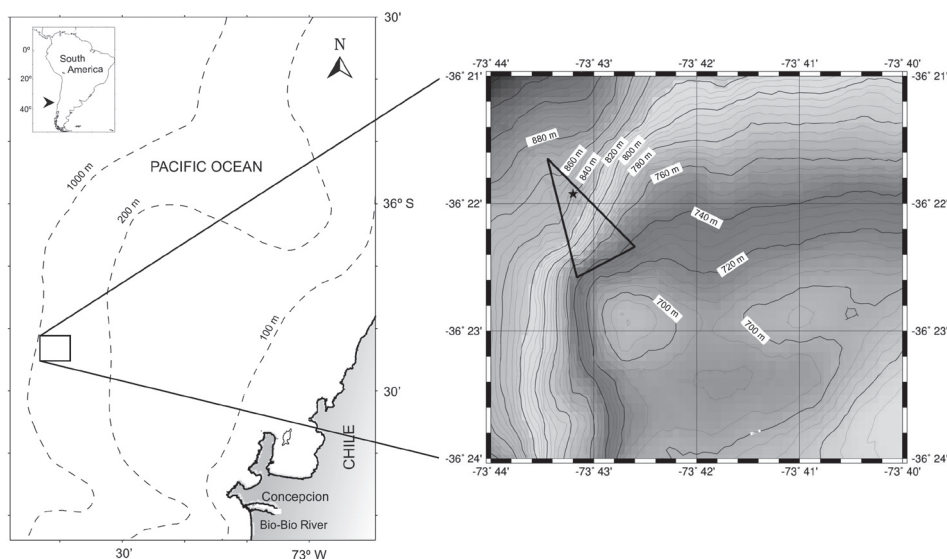 30'
N
South
America
0°
20°
40°
1000 m
PACIFIC OCEAN
200 m
36° S
100 m
30'
CHILE
Concepcion
Bio-Bio River
30'
73° W
-73° 44' -73° 43' -73° 42' -73° 41' -73° 40'
-36° 21' -36° 21'
880 m
860 m
840 m
820 m
800 m
780 m
760 m
-36° 22' -36° 22'
740 m
720 m
700 m
700 m
-36° 23' -36° 23'
-36° 24' -36° 24'
-73° 44' -73° 43' -73° 42' -73° 41' -73° 40'